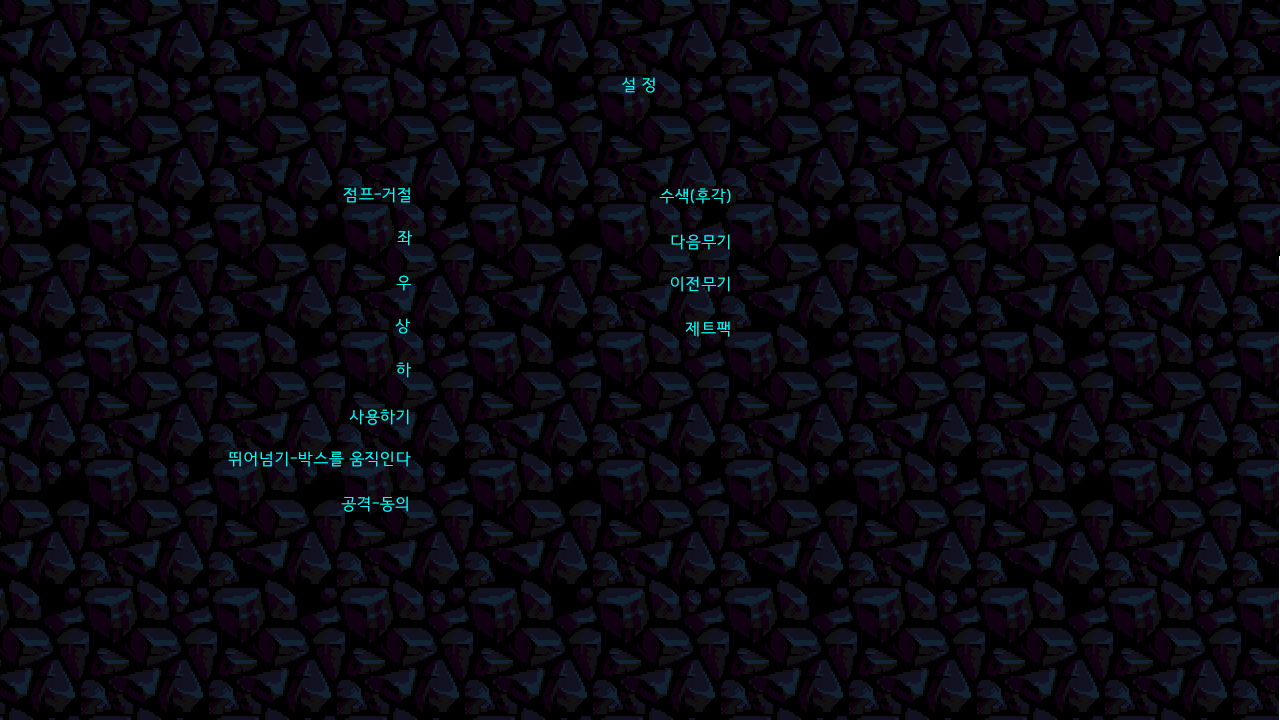 설 정
점프-거절
좌
우
상
하
사용하기
뛰어넘기-박스를 움직인다
공격-동의
수색(후각)
다음무기
이전무기
제트팩